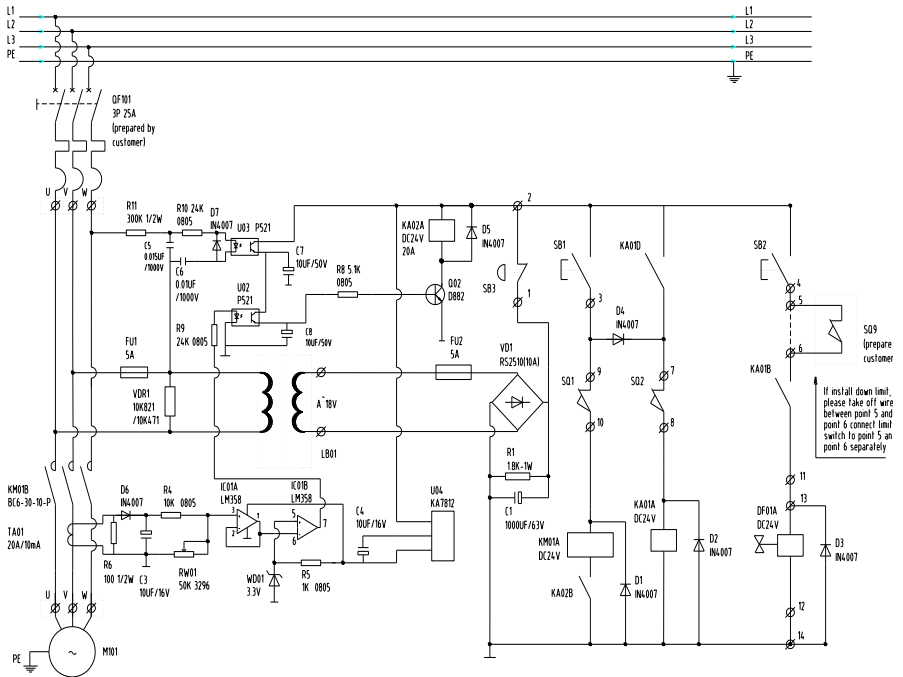 L1
L2
L3
PE
L1
L2
L3
PE
QF101
3P 25A
(prepared by
customer)
U
V
W
R11
300K 1/2W
R10 24K
0805
D7
IN4007
U03 P521
C5
0.015UF
/1000V
C6
0.01UF
/1000V
C7
10UF/50V
U02
P521
R9
24K 0805
C8
10UF/50V
R8 5.1K
0805
KA02A
DC24V
20A
D5
IN4007
Q02
D882
2
SB3
1
SB1
3
KA01D
D4
IN4007
SB2
4
5
6
SQ9
(prepare
customer
KA01B
If install down limit,
please take off wire
between point 5 and
point 6 connect limit
switch to point 5 an
point 6 separately
FU1
5A
VDR1
10K821
/10K471
A~18V
LB01
FU2
5A
VD1
RS2510(10A)
9
SQ1
10
7
SQ2
8
R1
1.8K-1W
C1
1000UF/63V
KM01B
BC6-30-10-P
TA01
20A/10mA
D6
IN4007
R4
10K 0805
R6
100 1/2W
C3
10UF/16V
RW01
50K 3296
IC01A
LM358
3
2
1
IC01B
LM358
5
6
7
WD01
3.3V
R5
1K 0805
C4
10UF/16V
U04
KA7812
KM01A
DC24V
KA02B
D1
IN4007
KA01A
DC24V
D2
IN4007
11
13
DF01A
DC24V
D3
IN4007
12
14
U
V
W
PE
~
M101